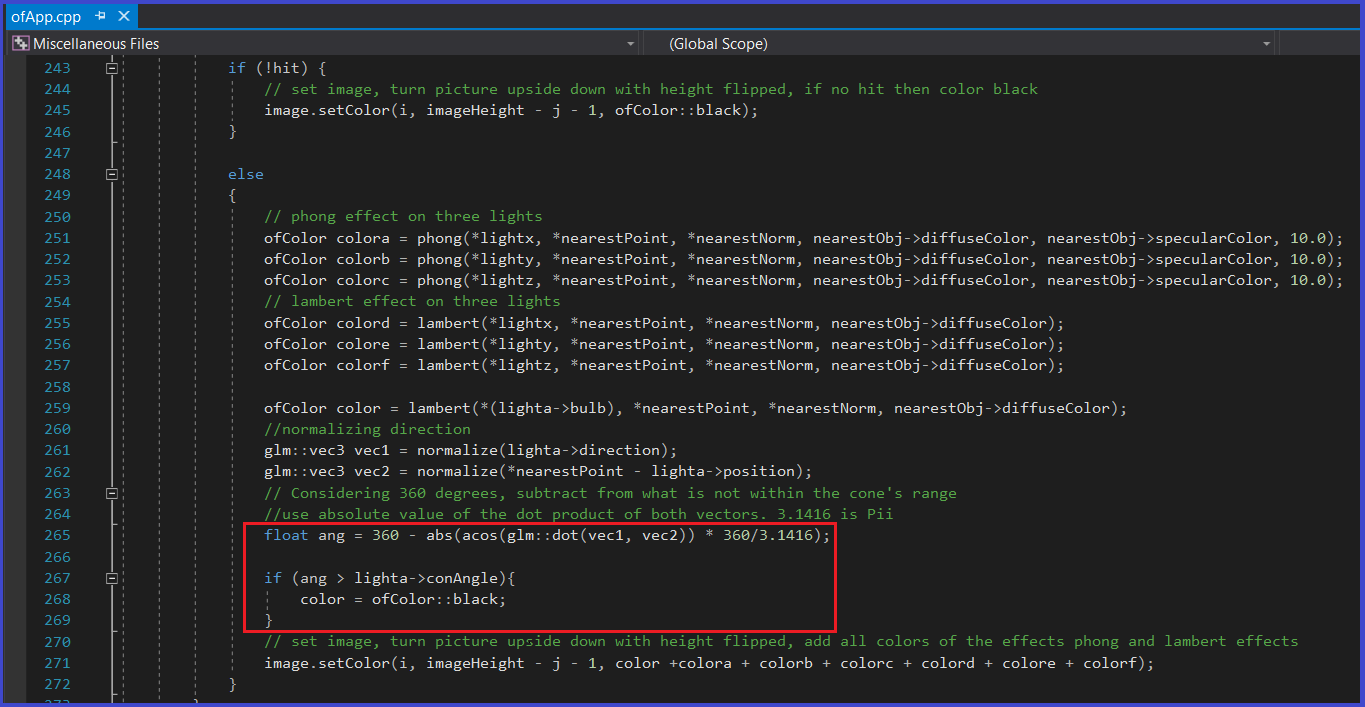 ofApp.cpp
Miscellaneous Files (Global Scope)
243 if (!hit) {
244 // set image, turn picture upside down with height flipped, if no hit then color black
245 image.setColor(i, imageHeight - j - 1, ofColor::black);
246 }
247
248 else
249 {
250 // phong effect on three lights
251 ofColor colora = phong(*lightx, *nearestPoint, *nearestNorm, nearestObj->diffuseColor, nearestObj->specularColor, 10.0);
252 ofColor colorb = phong(*lighty, *nearestPoint, *nearestNorm, nearestObj->diffuseColor, nearestObj->specularColor, 10.0);
253 ofColor colorc = phong(*lightz, *nearestPoint, *nearestNorm, nearestObj->diffuseColor, nearestObj->specularColor, 10.0);
254 // lambert effect on three lights
255 ofColor colord = lambert(*lightx, *nearestPoint, *nearestNorm, nearestObj->diffuseColor);
256 ofColor colore = lambert(*lighty, *nearestPoint, *nearestNorm, nearestObj->diffuseColor);
257 ofColor colorf = lambert(*lightz, *nearestPoint, *nearestNorm, nearestObj->diffuseColor);
258
259 ofColor color = lambert(*(lighta->bulb), *nearestPoint, *nearestNorm, nearestObj->diffuseColor);
260 //normalizing direction
261 glm::vec3 vec1 = normalize(lighta->direction);
262 glm::vec3 vec2 = normalize(*nearestPoint - lighta->position);
263 // Considering 360 degrees, subtract from what is not within the cone's range
264 //use absolute value of the dot product of both vectors. 3.1416 is Pii
265 float ang = 360 - abs(acos(glm::dot(vec1, vec2)) * 360/3.1416);
266
267 if (ang > lighta->conAngle){
268 color = ofColor::black;
269 }
270 // set image, turn picture upside down with height flipped, add all colors of the effects phong and lambert effects
271 image.setColor(i, imageHeight - j - 1, color +colora + colorb + colorc + colord + colore + colorf);
272 }